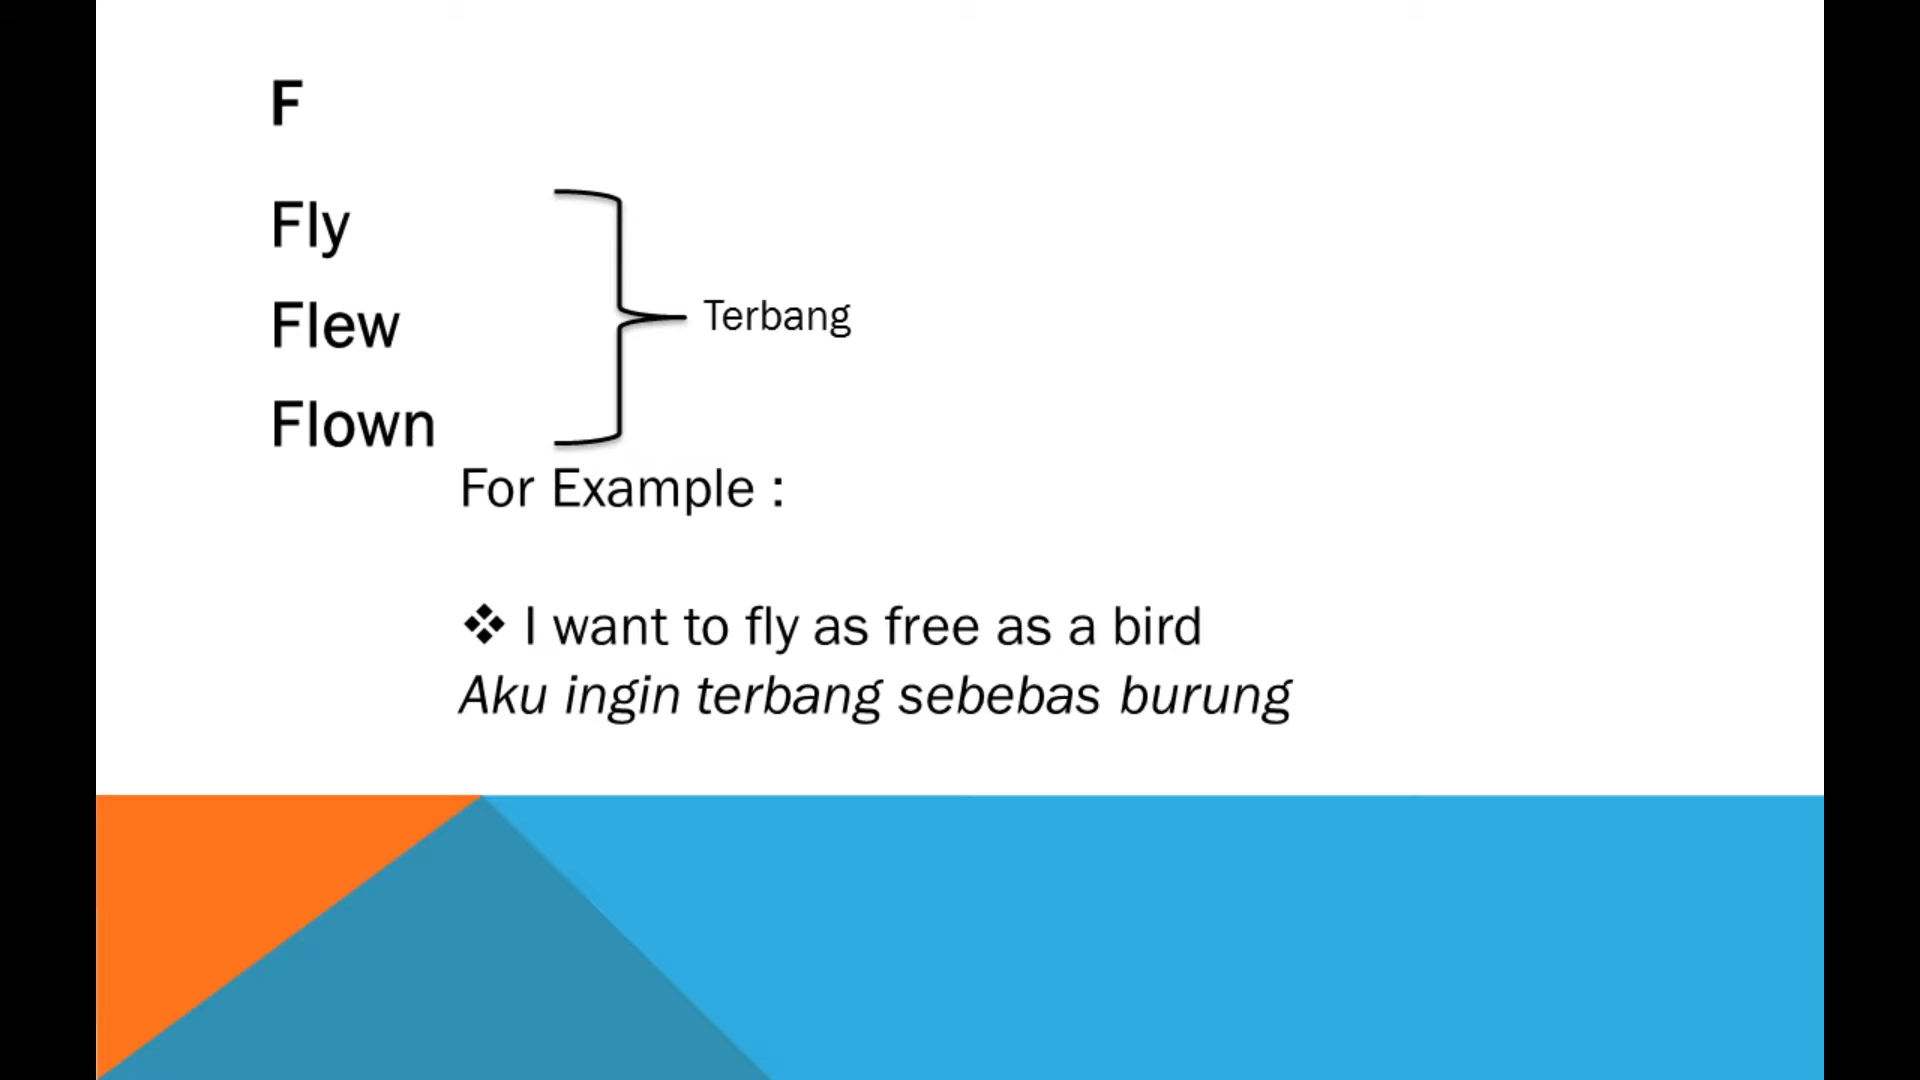 F
Fly
Flew
Flown
Terbang
For Example :
❖ I want to fly as free as a bird
Aku ingin terbang sebebas burung